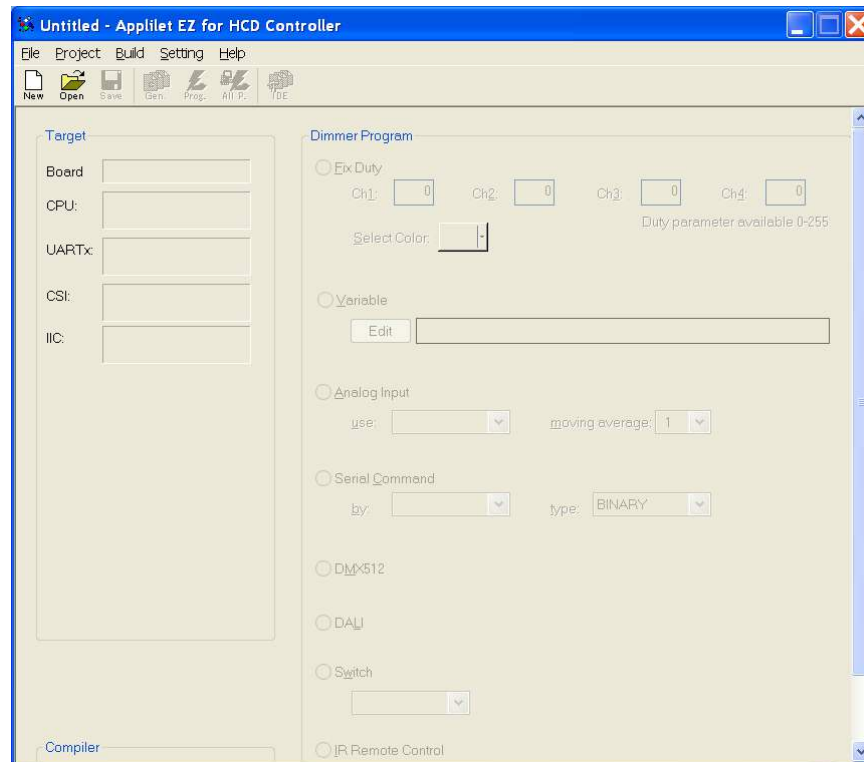 Untitled - Applilet EZ for HCD Controller
File Project Build Setting Help
New Open Save Gen. Prog. All P. IDE
Target
Board
CPU:
UARTx:
CSI:
IIC:
Compiler
Dimmer Program
Fix Duty
Ch1: 0 Ch2: 0 Ch3: 0 Ch4: 0
Duty parameter available 0-255
Select Color:
Variable
Edit
Analog Input
use: moving average: 1
Serial Command
by: type: BINARY
DMX512
DALI
Switch
IR Remote Control